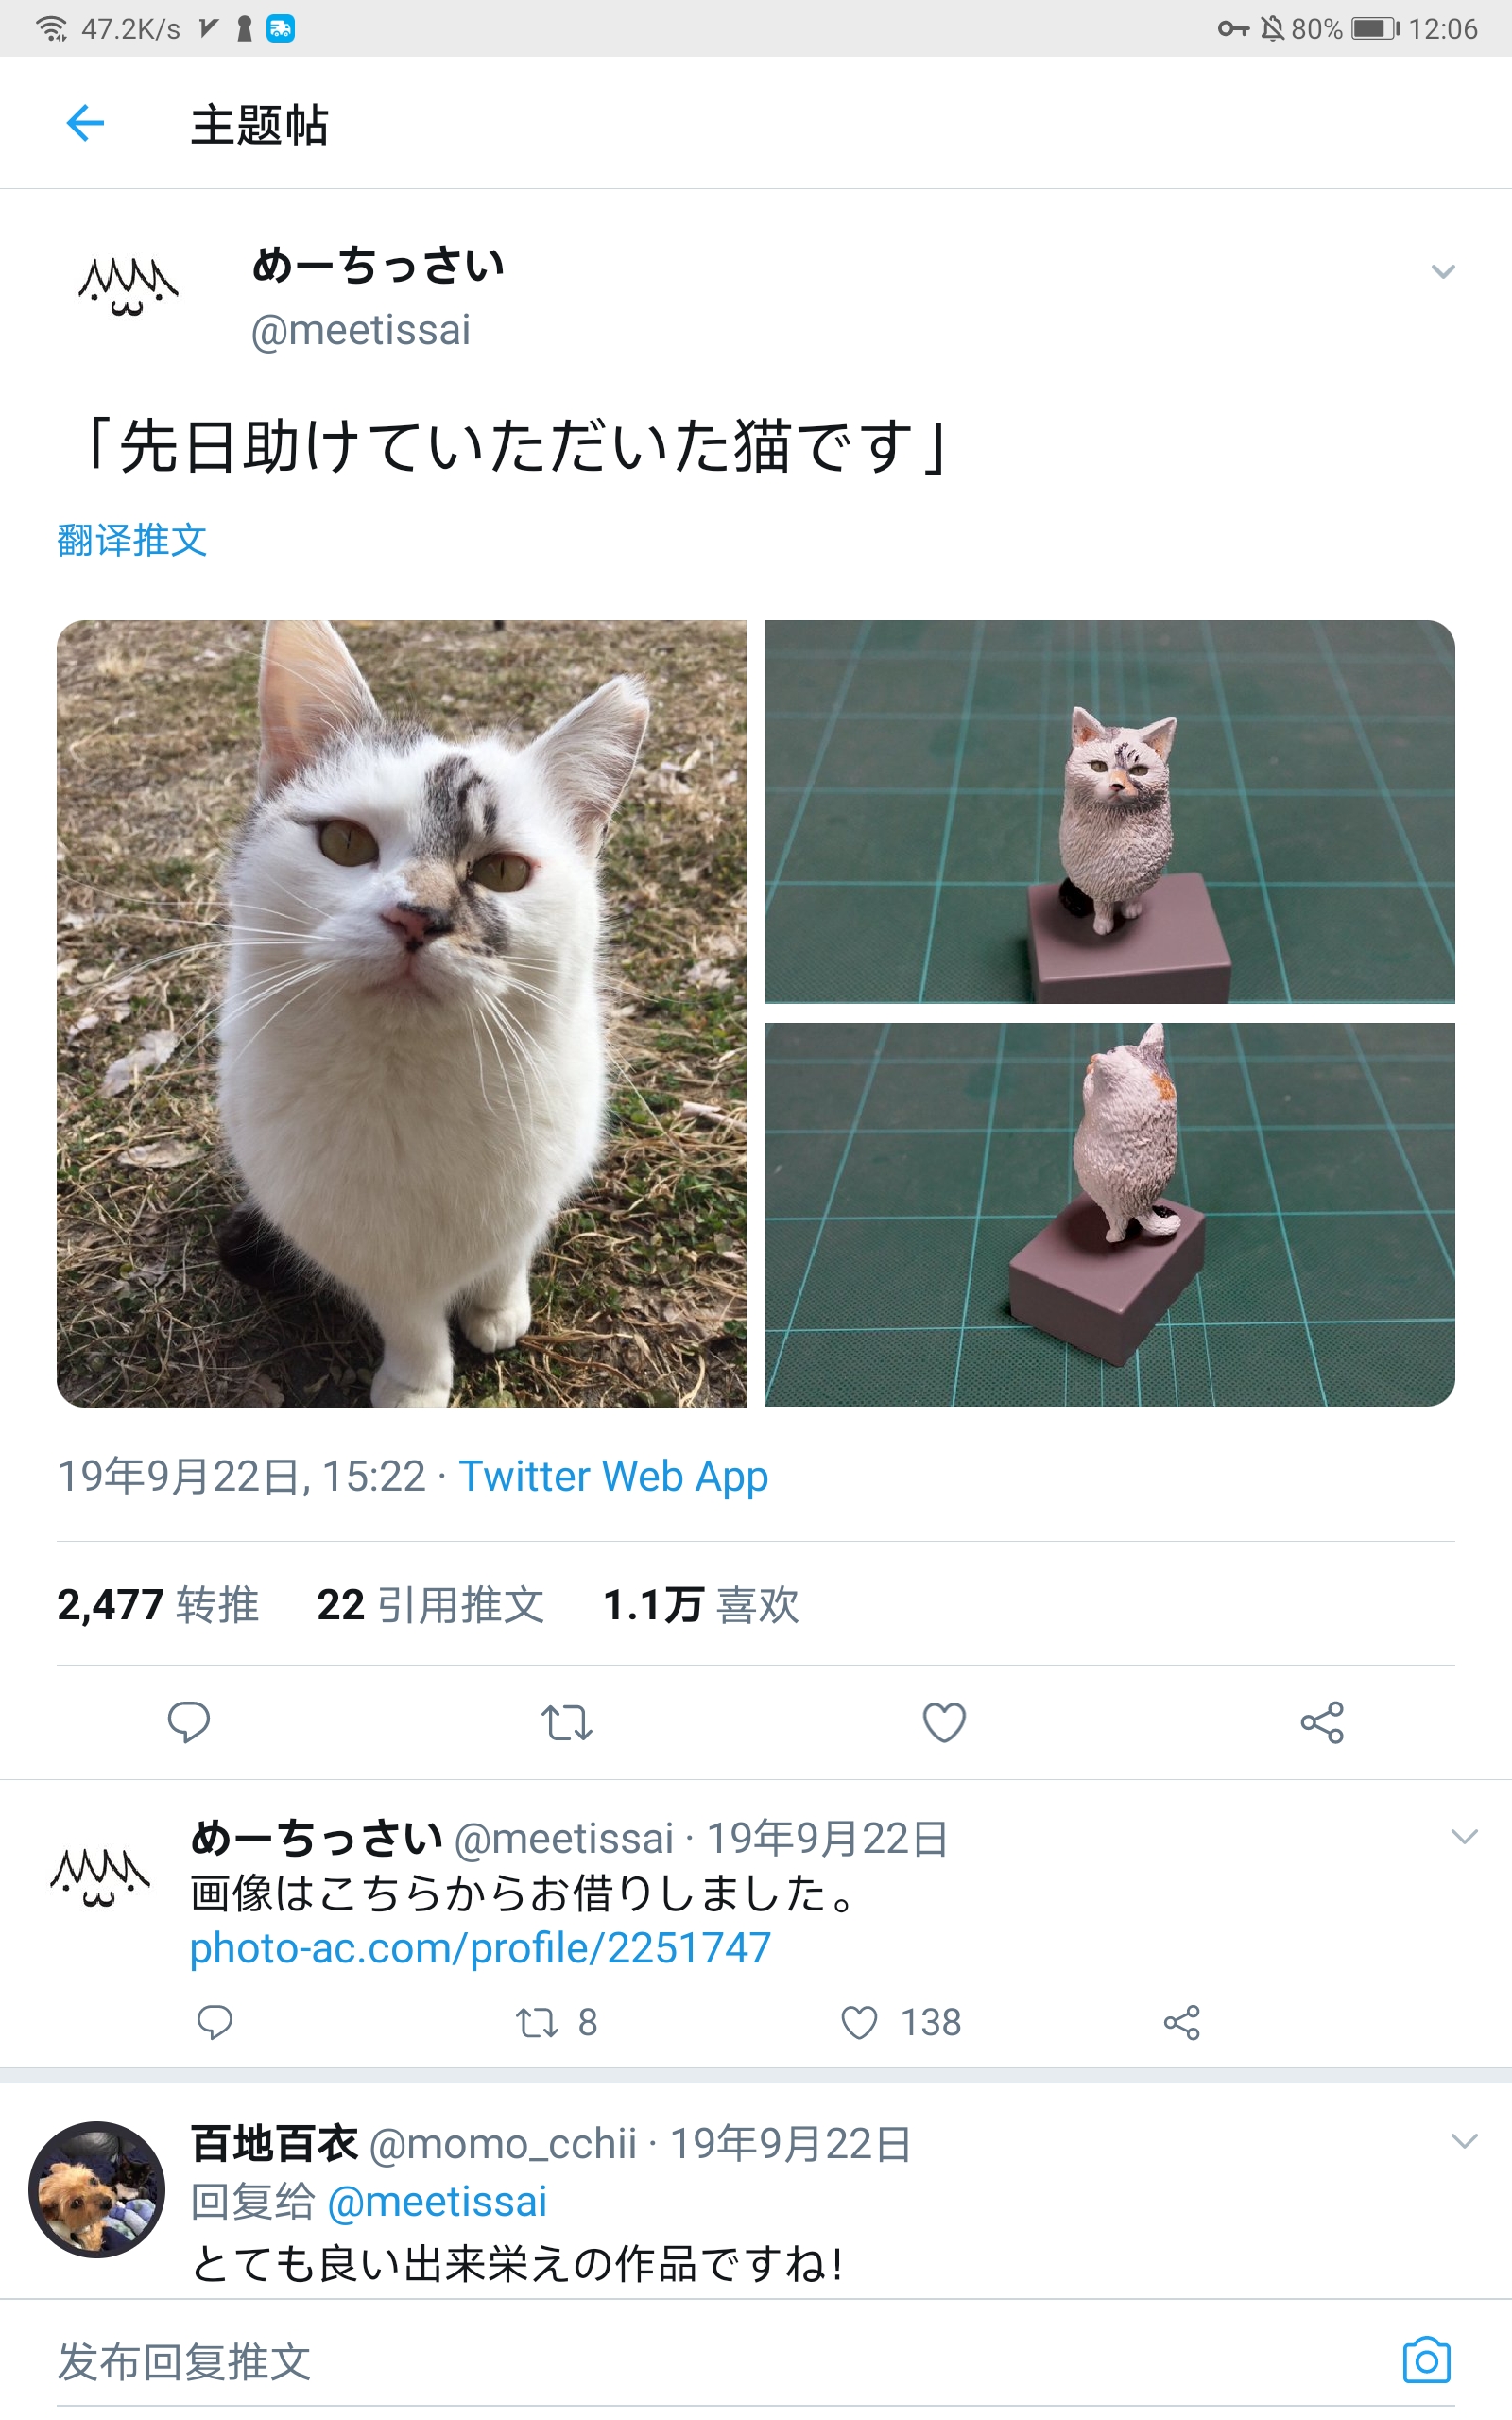 47.2K/s 80% 12:06
主题帖
めーちっさい
@meetissai
「先日助けていただいた猫です」
翻译推文
19年9月22日, 15:22 · Twitter Web App
2,477 转推 22 引用推文 1.1万 喜欢
めーちっさい @meetissai · 19年9月22日
画像はこちらからお借りしました。
photo-ac.com/profile/2251747
8 138
百地百衣 @momo_cchii · 19年9月22日
回复给 @meetissai
とても良い出来栄えの作品ですね!
发布回复推文